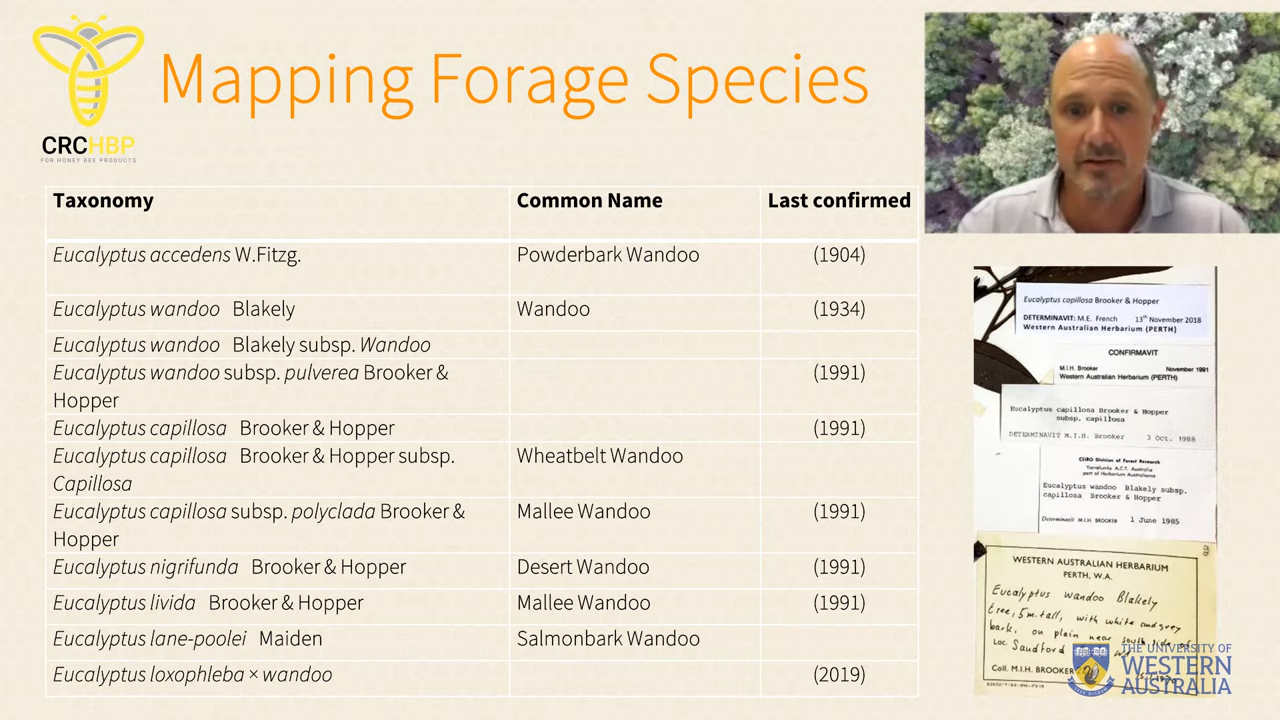 CRCHBP
FOR HONEY BEE PRODUCTS
Mapping Forage Species
Taxonomy Common Name Last confirmed
Eucalyptus accedens W.Fitzg. Powderbark Wandoo (1904)
Eucalyptus wandoo Blakely Wandoo (1934)
Eucalyptus wandoo Blakely subsp. Wandoo
Eucalyptus wandoo subsp. pulverea Brooker & (1991)
Hopper
Eucalyptus capillosa Brooker & Hopper (1991)
Eucalyptus capillosa Brooker & Hopper subsp. Wheatbelt Wandoo
Capillosa
Eucalyptus capillosa subsp. polyclada Brooker & Mallee Wandoo (1991)
Hopper
Eucalyptus nigrifunda Brooker & Hopper Desert Wandoo (1991)
Eucalyptus livida Brooker & Hopper Mallee Wandoo (1991)
Eucalyptus lane-poolei Maiden Salmonbark Wandoo
Eucalyptus loxophleba × wandoo (2019)
Eucalyptus capillosa Brooker & Hopper
DETERMINAVIT: M.E. French 13th November 2018
Western Australian Herbarium (PERTH)
CONFIRMAVIT
M.I.H. Brooker November 1991
Western Australian Herbarium (PERTH)
Eucalyptus capillosa Brooker & Hopper
subsp. capillosa
DETERMINAVIT M.I.H. Brooker 3 Oct. 1988
CSIRO Division of Forest Research
Yarralumla A.C.T. Australia
part of Herbarium Australiense
Eucalyptus wandoo Blakely subsp.
capillosa Brooker & Hopper
Determinavit M.I.H. BROOKER 1 June 1985
WESTERN AUSTRALIAN HERBARIUM
PERTH, W.A.
Eucalyptus wandoo Blakely
tree, 5m. tall, with white and grey
bark, on plain near south side of
Loc. Sandford
Coll. M.I.H. BROOKER
THE UNIVERSITY OF
WESTERN
AUSTRALIA